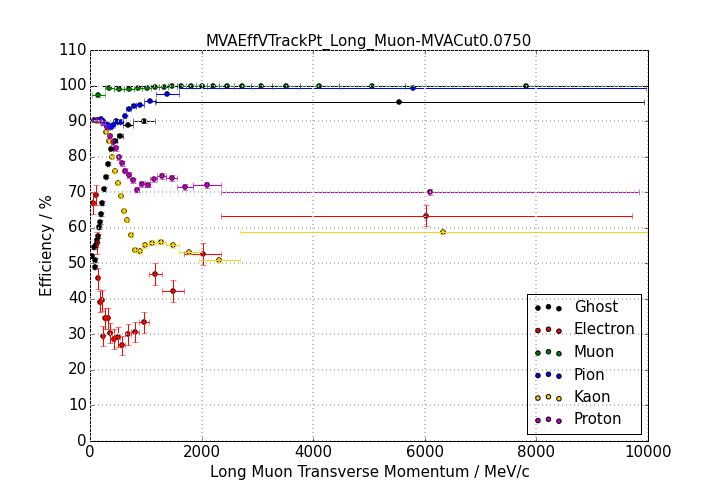 MVAEffVTrackPt_Long_Muon-MVACut0.0750
110
100
90
80
70
60
50
40
30
20
10
0
Efficiency / %
0 2000 4000 6000 8000 10000
Long Muon Transverse Momentum / MeV/c
Ghost
Electron
Muon
Pion
Kaon
Proton